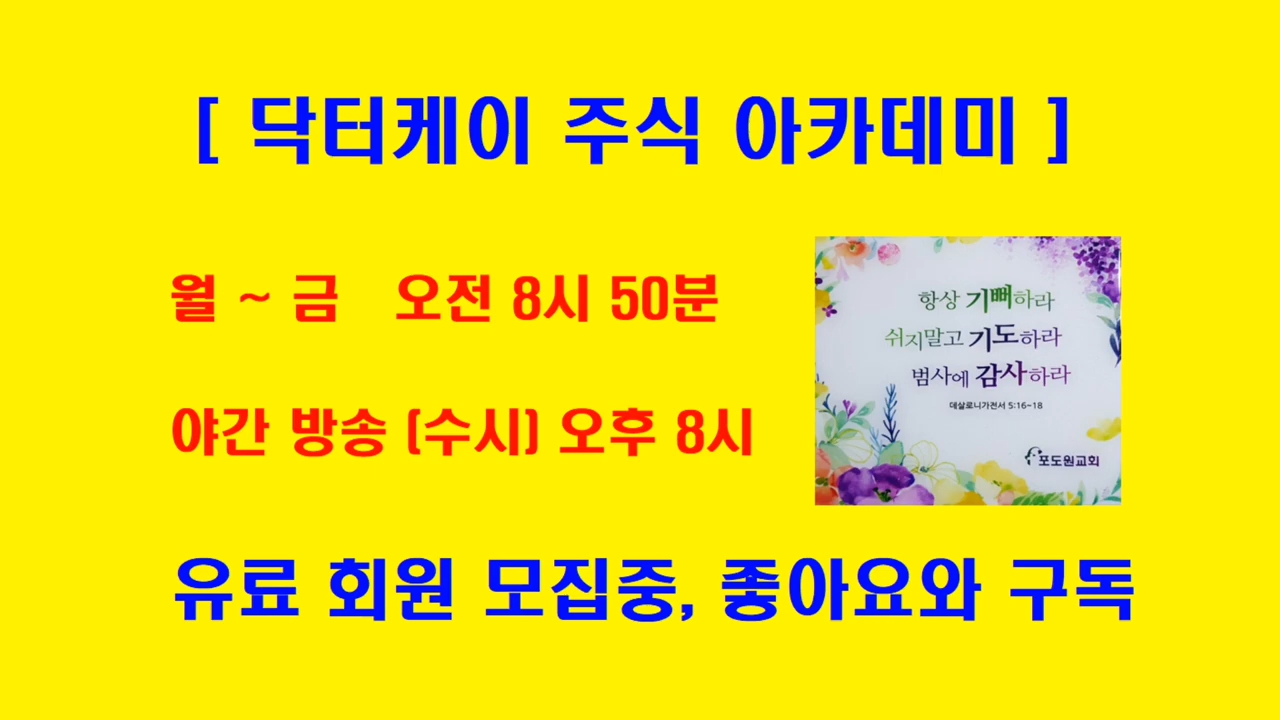 [ 닥터케이 주식 아카데미 ]
월 ~ 금 오전 8시 50분
야간 방송 (수시) 오후 8시
항상 기뻐하라
쉬지말고 기도하라
범사에 감사하라
데살로니가전서 5:16~18
포도원교회
유료 회원 모집중, 좋아요와 구독